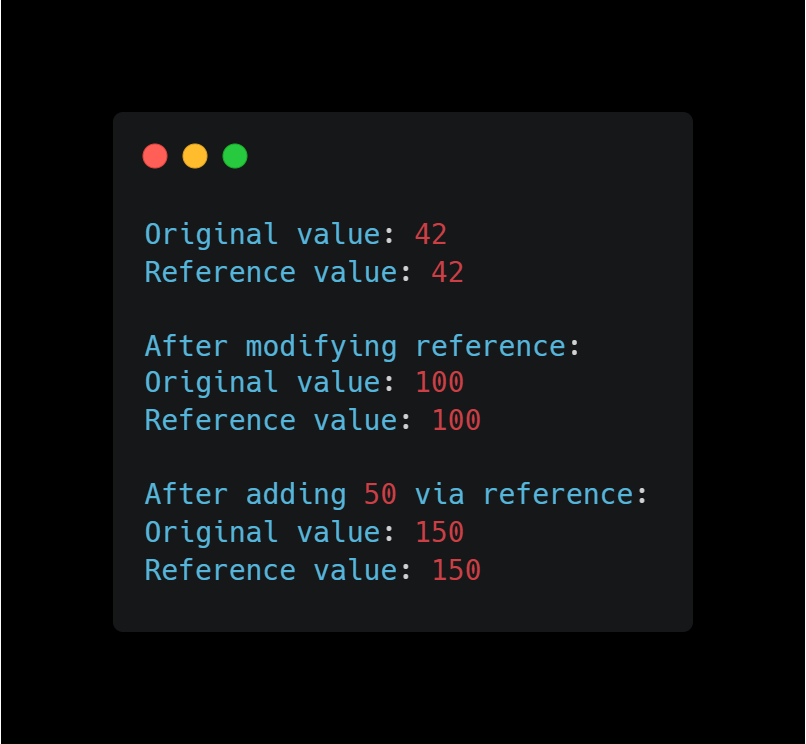 Original value: 42
Reference value: 42
After modifying reference:
Original value: 100
Reference value: 100
After adding 50 via reference:
Original value: 150
Reference value: 150